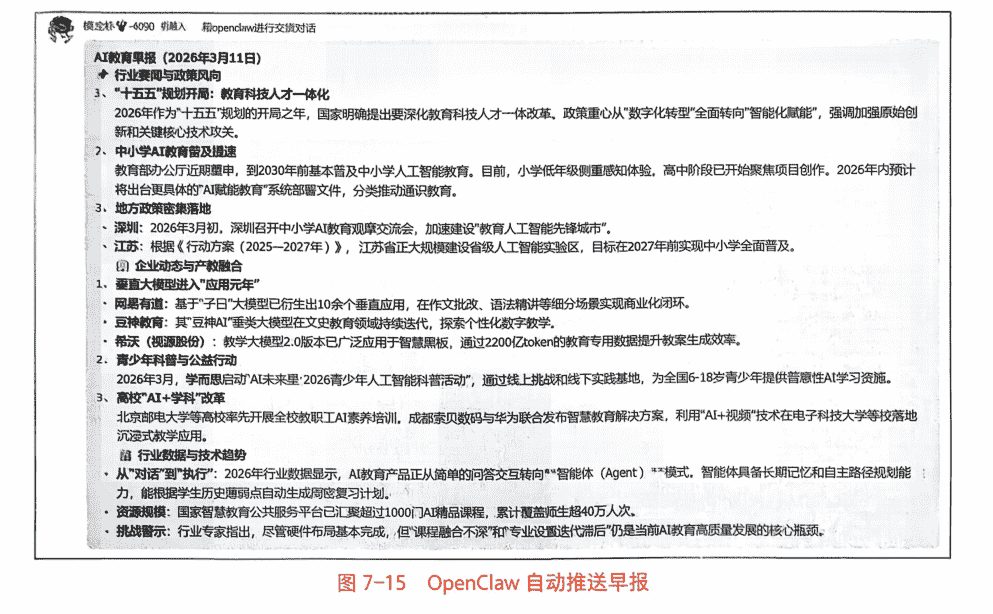 -6090
openclaw进行交货对话
AI教育早报（2026年3月11日）
行业要闻与政策风向
3、“十五五”规划开局：教育科技人才一体化
2026年作为“十五五”规划的开局之年，国家明确提出要深化教育科技人才一体改革。政策重心从“数字化转型”全面转向“智能化赋能”，强调加强原始创
新和关键核心技术攻关。
2、中小学AI教育普及提速
教育部办公厅近期重申，到2030年前基本普及中小学人工智能教育。目前，小学低年级侧重感知体验，高中阶段已开始聚焦项目创作。2026年内预计
将出台更具体的“AI赋能教育”系统部署文件，分类推动通识教育。
3、地方政策密集落地
· 深圳：2026年3月初，深圳召开中小学AI教育观摩交流会，加速建设“教育人工智能先锋城市”。
· 江苏：根据《行动方案（2025—2027年）》，江苏省正大规模建设省级人工智能实验区，目标在2027年前实现中小学全面普及。
企业动态与产教融合
1、垂直大模型进入“应用元年”
· 网易有道：基于“子曰”大模型已衍生出10余个垂直应用，在作文批改、语法精讲等细分场景实现商业化闭环。
· 豆神教育：其“豆神AI”垂类大模型在文史教育领域持续迭代，探索个性化数字教学。
· 希沃（视源股份）：教学大模型2.0版本已广泛应用于智慧黑板，通过2200亿token的教育专用数据提升教案生成效率。
2、青少年科普与公益行动
2026年3月，学而思启动“AI未来星·2026青少年人工智能科普活动”，通过线上挑战和线下实践基地，为全国6-18岁青少年提供普惠性AI学习资施。
3、高校“AI+学科”改革
北京邮电大学等高校率先开展全校教职工AI素养培训。成都索贝数码与华为联合发布智慧教育解决方案，利用“AI+视频”技术在电子科技大学等校落地
沉浸式教学应用。
行业数据与技术趋势
· 从“对话”到“执行”：2026年行业数据显示，AI教育产品正从简单的问答交互转向**智能体（Agent）**模式。智能体具备长期记忆和自主路径规划能
力，能根据学生历史薄弱点自动生成周密复习计划。
· 资源规模：国家智慧教育公共服务平台已汇聚超过1000门AI精品课程，累计覆盖师生超40万人次。
· 挑战警示：行业专家指出，尽管硬件布局基本完成，但“课程融合不深”和“专业设置迭代滞后”仍是当前AI教育高质量发展的核心瓶颈。
图 7-15 OpenClaw 自动推送早报